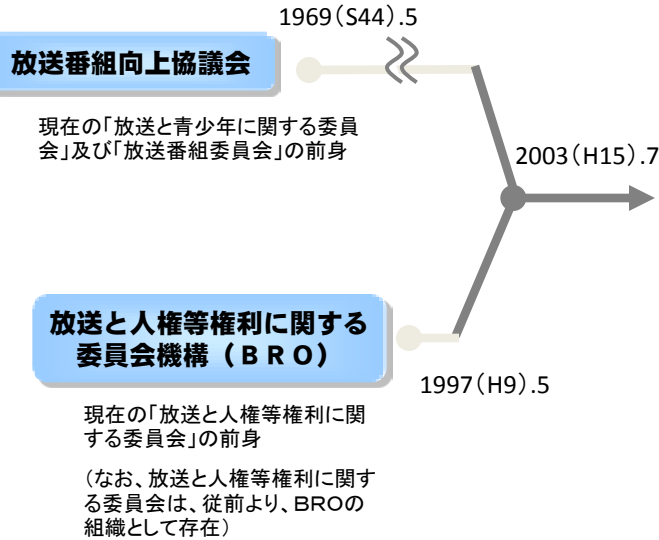 1969(S44).5
放送番組向上協議会
現在の「放送と青少年に関する委員
会」及び「放送番組委員会」の前身
2003(H15).7
放送と人権等権利に関する
委員会機構(BRO)
1997(H9).5
現在の「放送と人権等権利に関
する委員会」の前身
(なお、放送と人権等権利に関す
る委員会は、従前より、BROの
組織として存在)